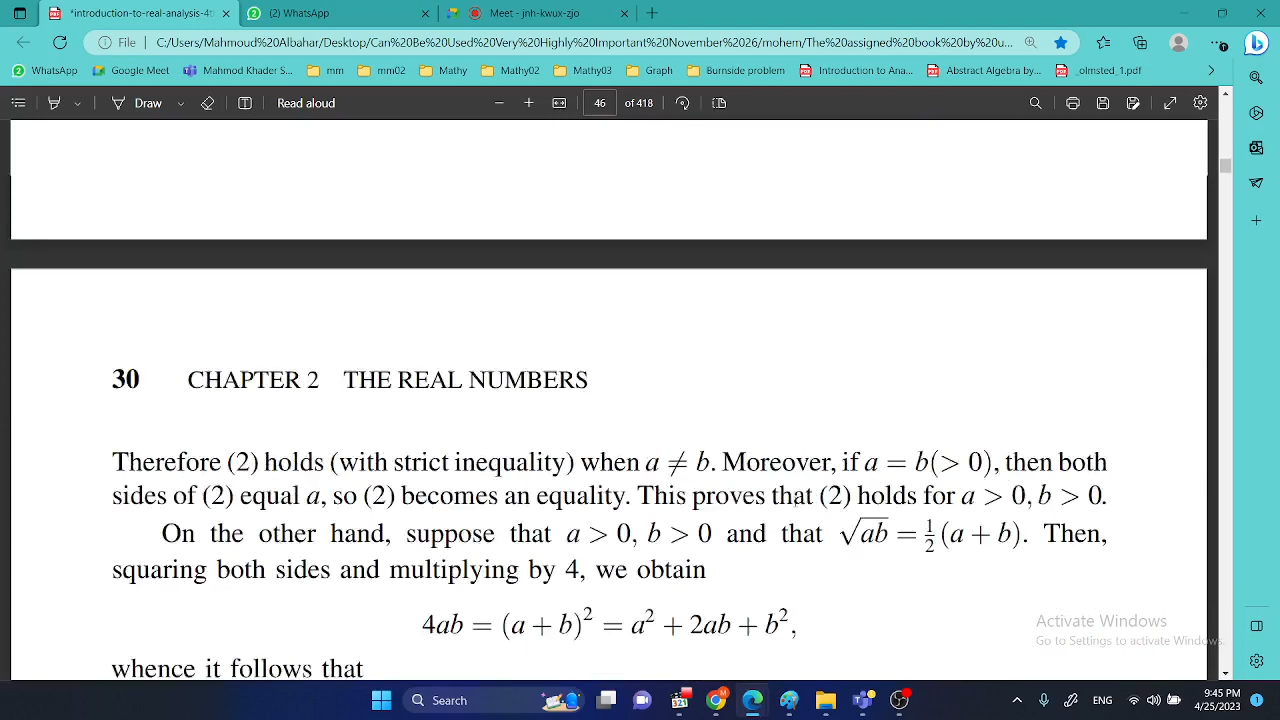 *introduction-to-real-analysis-4t
(2) WhatsApp
Meet - jnh-kwux-zjo
File C:/Users/Mahmoud%20Albahar/Desktop/Can%20Be%20Used%20Very%20Highly%20Important%20November%2026/mohem/The%20assigned%20book%20by%20u...
WhatsApp Google Meet Mahmod Khader S... mm mm02 Mathy Mathy02 Mathy03 Graph Burnside problem Introduction to Ana... Abstract Algebra by... _olmsted_1.pdf
Draw Read aloud 46 of 418
30 CHAPTER 2 THE REAL NUMBERS
Therefore (2) holds (with strict inequality) when a ≠ b. Moreover, if a = b(> 0), then both
sides of (2) equal a, so (2) becomes an equality. This proves that (2) holds for a > 0, b > 0.
On the other hand, suppose that a > 0, b > 0 and that √ab = ½(a + b). Then,
squaring both sides and multiplying by 4, we obtain
4ab = (a + b)² = a² + 2ab + b²,
whence it follows that
Activate Windows
Go to Settings to activate Windows.
Search
ENG
9:45 PM
4/25/2023